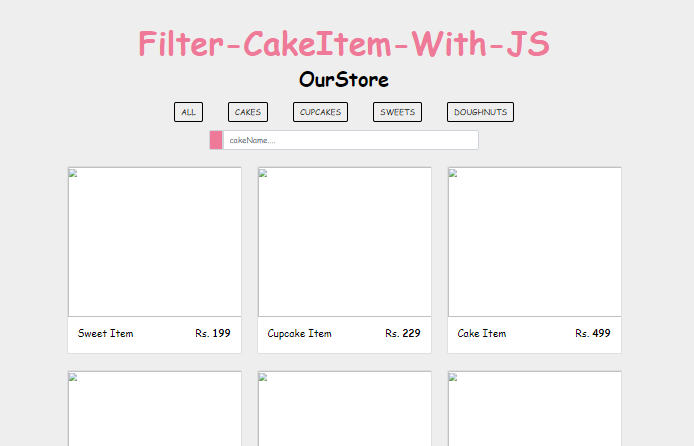 Filter-CakeItem-With-JS
OurStore
ALL CAKES CUPCAKES SWEETS DOUGHNUTS
cakeName....
Sweet Item Rs. 199 Cupcake Item Rs. 229 Cake Item Rs. 499